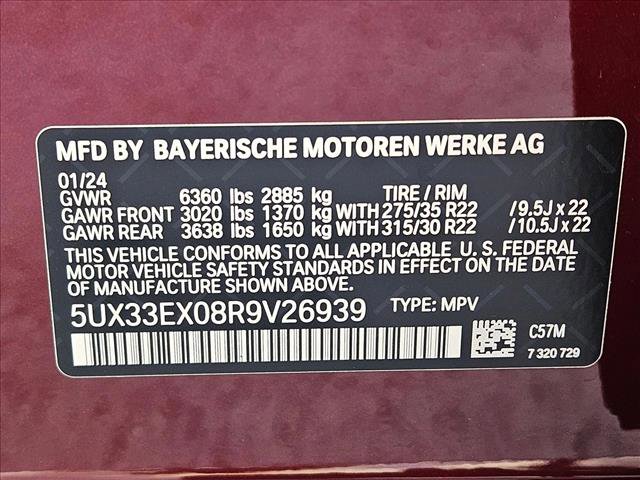 MFD BY BAYERISCHE MOTOREN WERKE AG
01/24
GVWR 6360 lbs 2885 kg TIRE / RIM
GAWR FRONT 3020 lbs 1370 kg WITH 275/35 R22 / 9.5J x 22
GAWR REAR 3638 lbs 1650 kg WITH 315/30 R22 / 10.5J x 22
THIS VEHICLE CONFORMS TO ALL APPLICABLE U. S. FEDERAL
MOTOR VEHICLE SAFETY STANDARDS IN EFFECT ON THE DATE
OF MANUFACTURE SHOWN ABOVE.
5UX33EX08R9V26939 TYPE: MPV
C57M
7 320 729